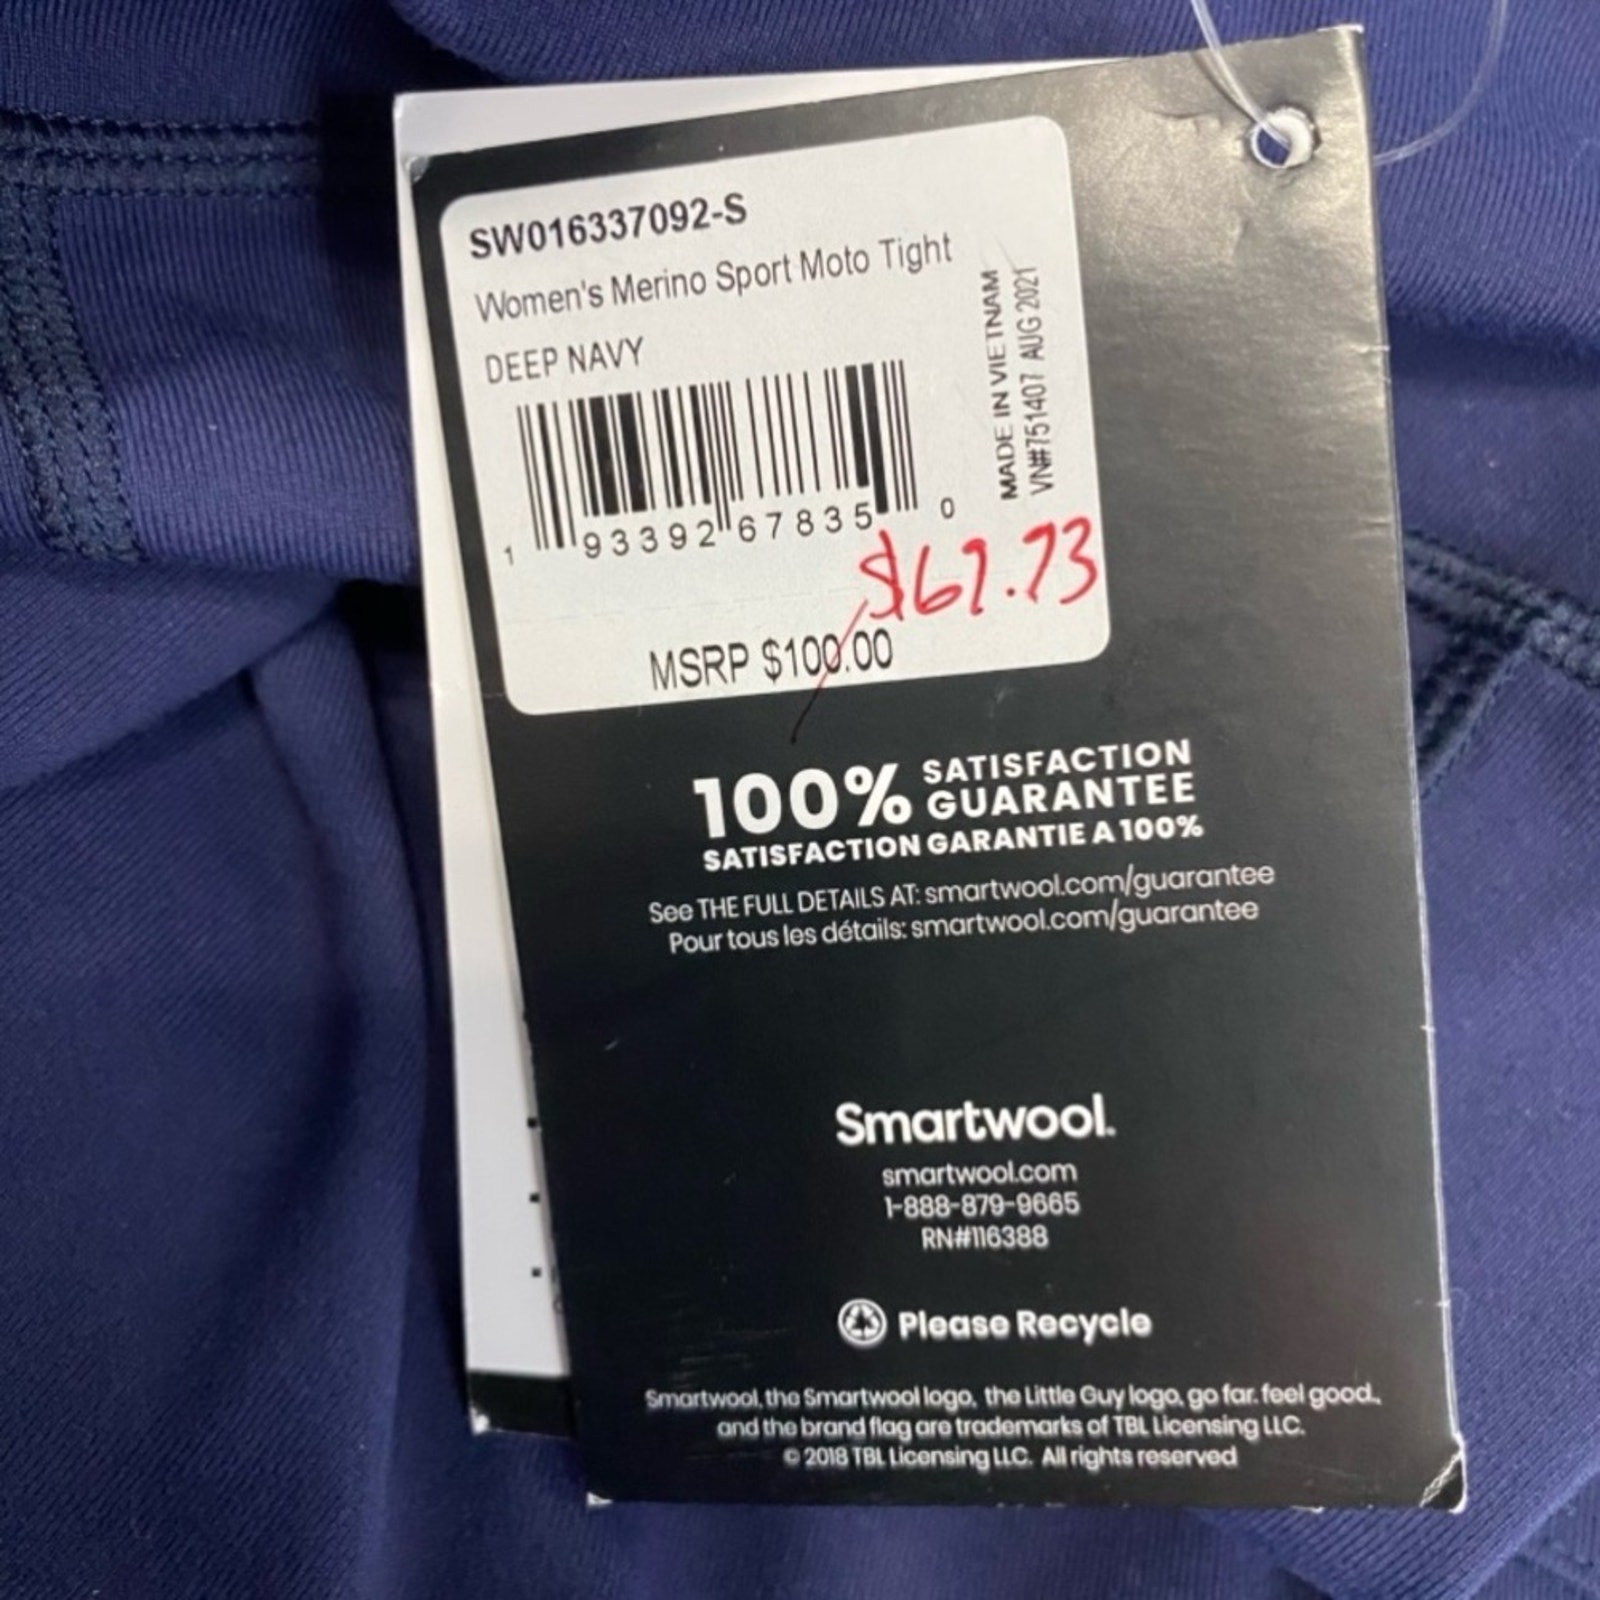 SW016337092-S
Women's Merino Sport Moto Tight
DEEP NAVY
MADE IN VIETNAM
VN#751407 AUG 2021
1 93392 67835 0
$67.73
MSRP $100.00
100% SATISFACTION
GUARANTEE
SATISFACTION GARANTIE A 100%
See THE FULL DETAILS AT: smartwool.com/guarantee
Pour tous les détails: smartwool.com/guarantee
Smartwool.
smartwool.com
1-888-879-9665
RN#116388
Please Recycle
Smartwool, the Smartwool logo, the Little Guy logo, go far. feel good.,
and the brand flag are trademarks of TBL Licensing LLC.
© 2018 TBL Licensing LLC. All rights reserved